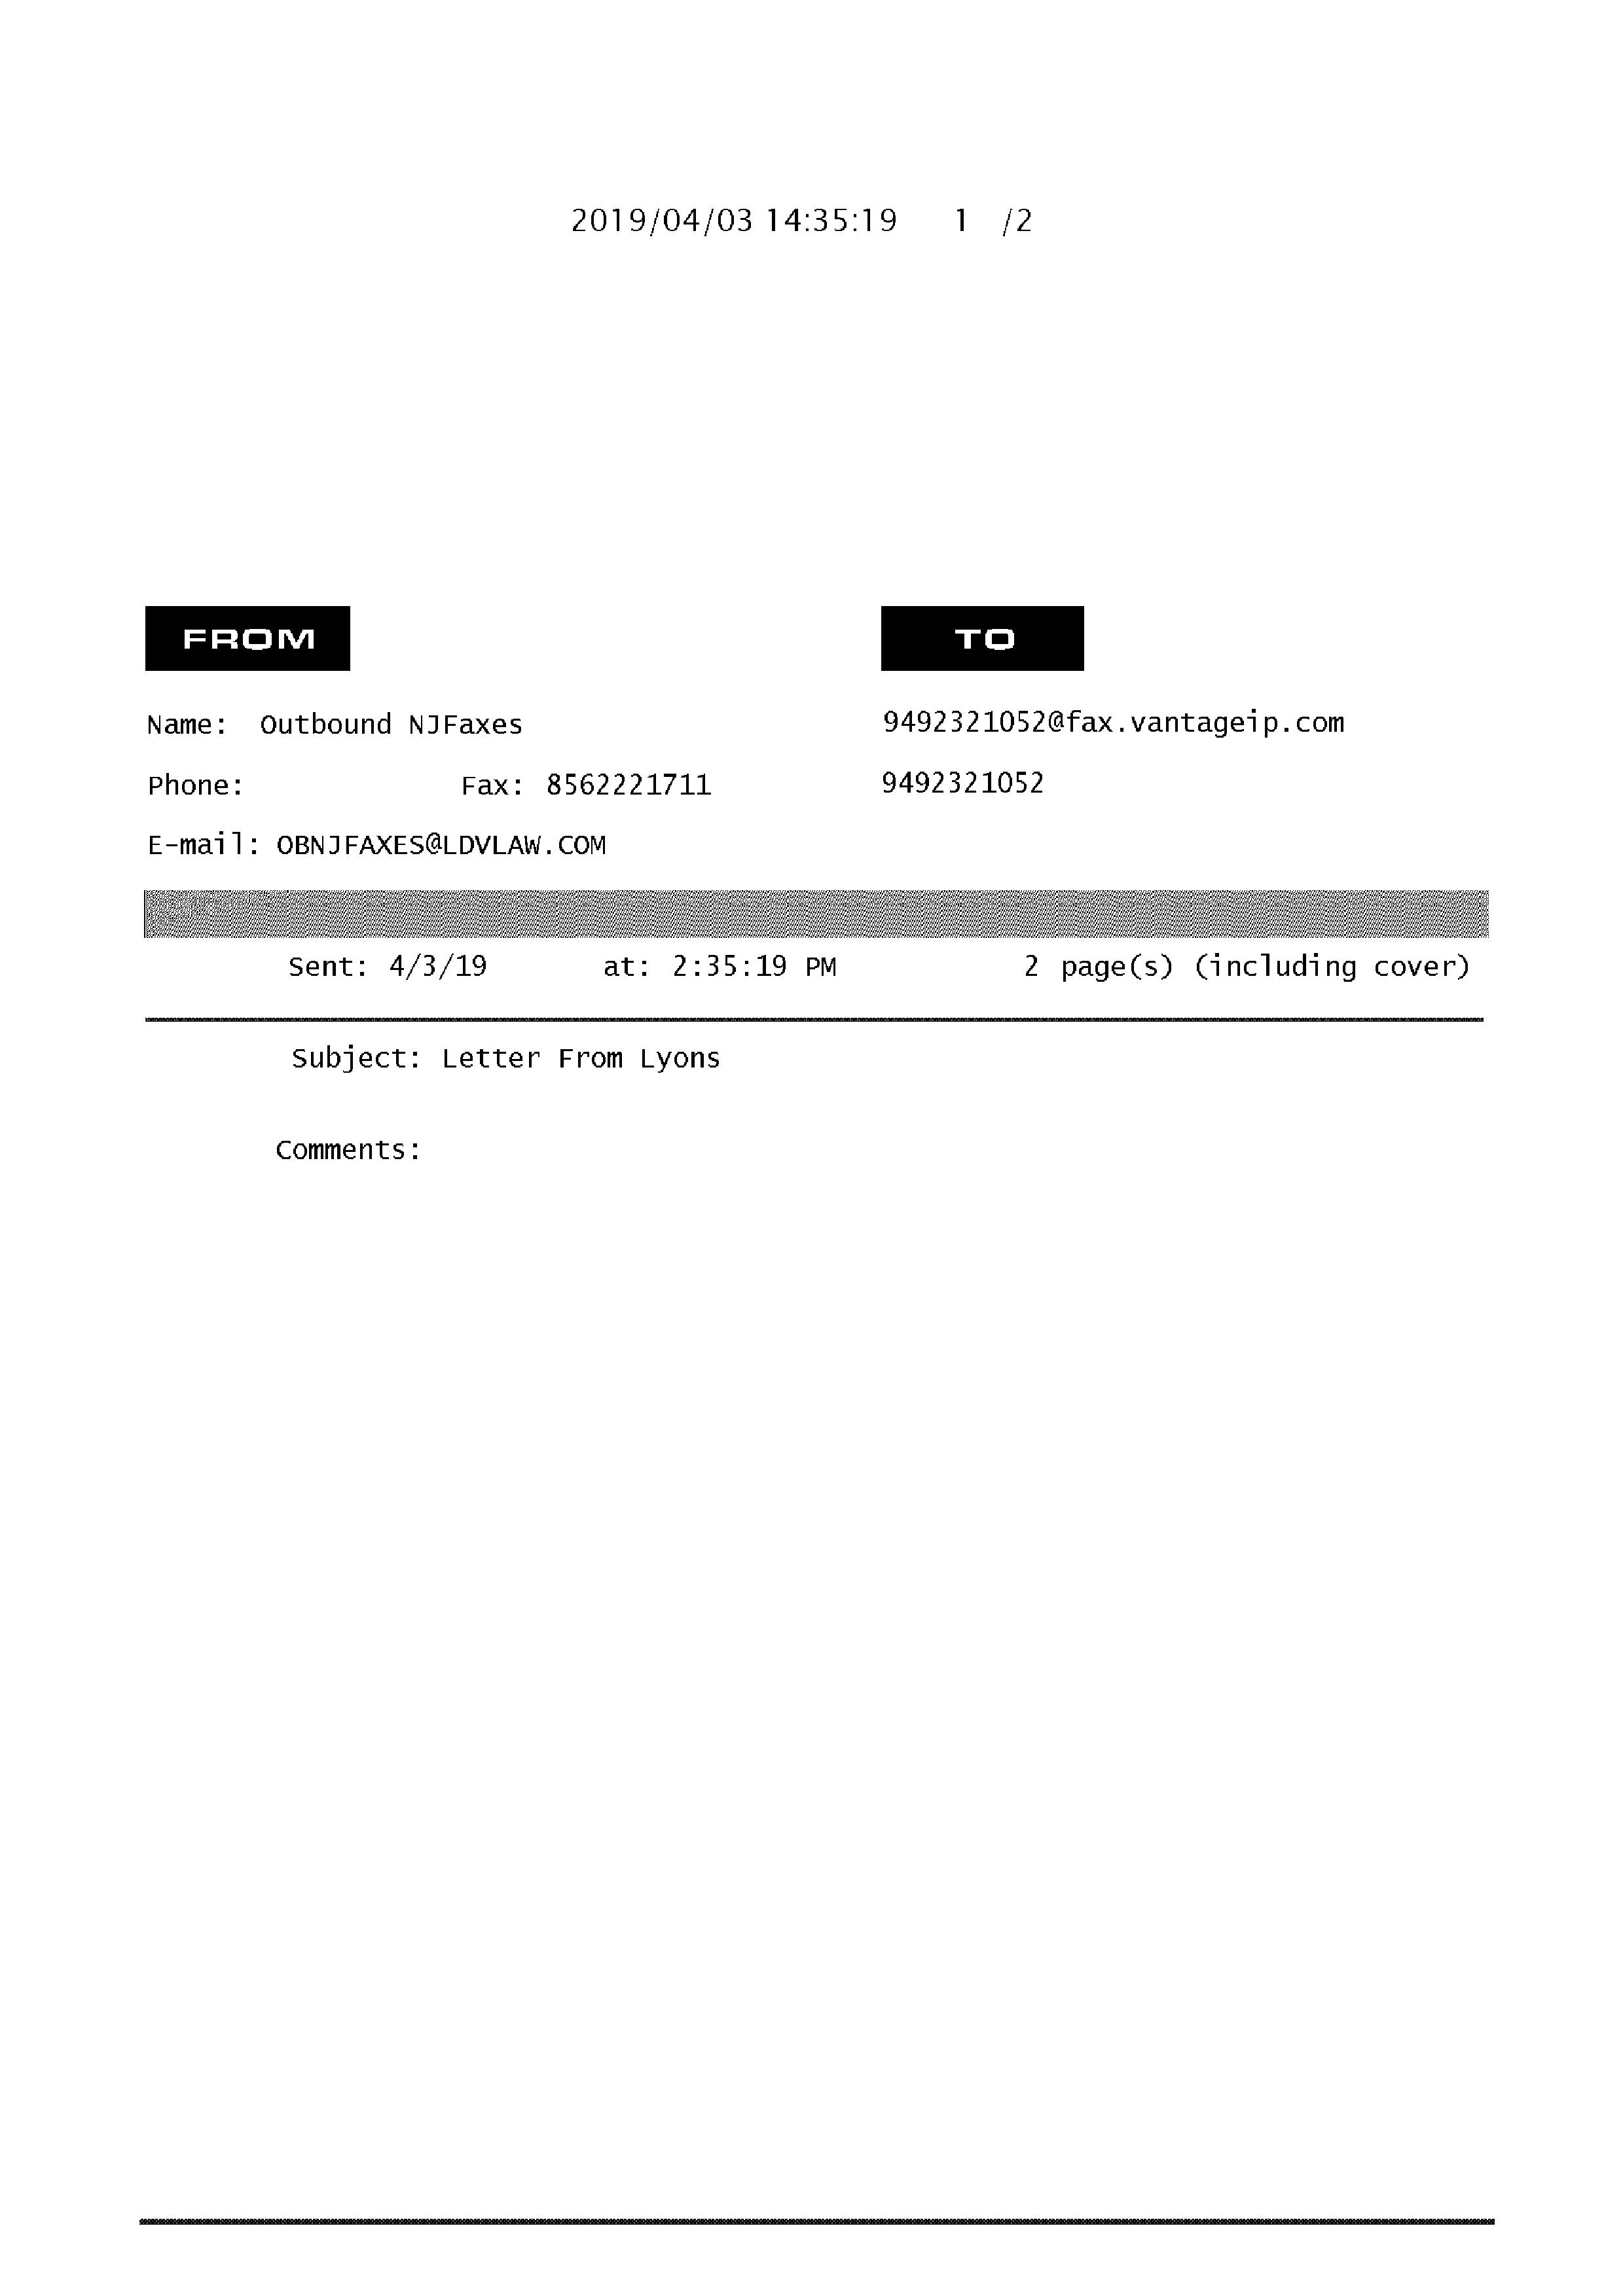 2019/04/03 14:35:19 1 /2
FROM TO
Name: Outbound NJFaxes 9492321052@fax.vantageip.com
Phone: Fax: 8562221711 9492321052
E-mail: OBNJFAXES@LDVLAW.COM
Sent: 4/3/19 at: 2:35:19 PM 2 page(s) (including cover)
Subject: Letter From Lyons
Comments: